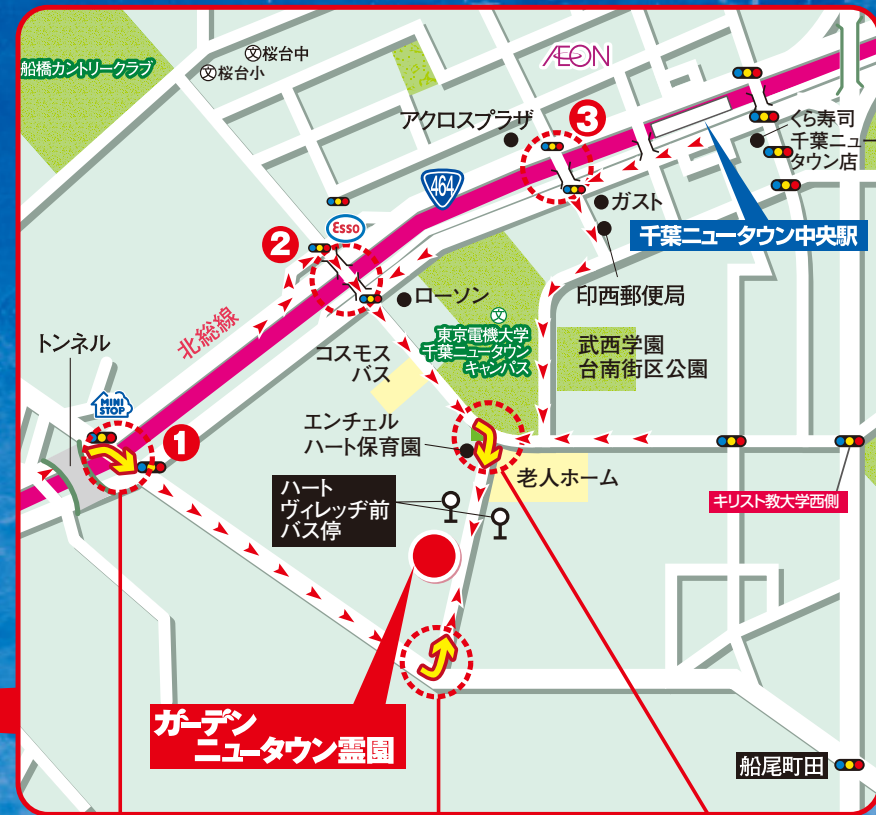 船橋カントリークラブ
文桜台中
文桜台小
ÆON
アクロスプラザ
3
くら寿司
千葉ニュー
タウン店
464
ガスト
千葉ニュータウン中央駅
Esso
2
ローソン
印西郵便局
北総線
トンネル
文
東京電機大学
千葉ニュータウン
キャンパス
武西学園
台南街区公園
コスモス
バス
MINI
STOP
1
エンチェル
ハート保育園
老人ホーム
ハート
ヴィレッヂ前
バス停
キリスト教大学西側
ガーデン
ニュータウン霊園
船尾町田